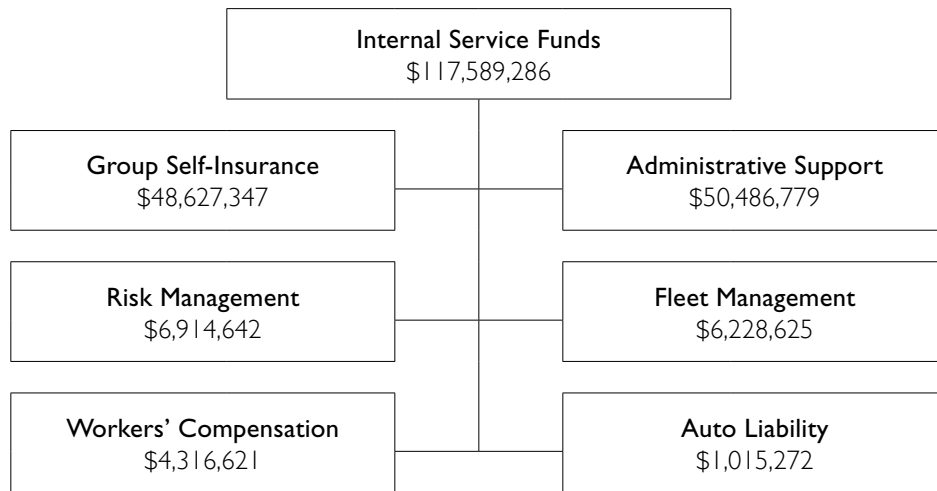 Internal Service Funds
$117,589,286
Group Self-Insurance
$48,627,347
Administrative Support
$50,486,779
Risk Management
$6,914,642
Fleet Management
$6,228,625
Workers’ Compensation
$4,316,621
Auto Liability
$1,015,272